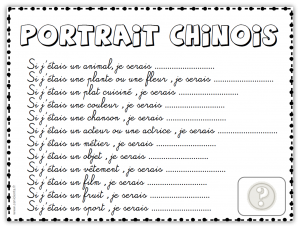 PORTRAIT CHINOIS
Si j'étais un animal, je serais ....................
Si j'étais une plante ou une fleur , je serais ....................
Si j'étais un plat cuisiné , je serais ....................
Si j'étais une couleur , je serais ....................
Si j'étais une chanson , je serais ....................
Si j'étais un acteur ou une actrice , je serais ....................
Si j'étais un métier , je serais ....................
Si j'étais un objet , je serais ....................
Si j'étais un vêtement , je serais ....................
Si j'étais un film , je serais ....................
Si j'étais un fruit , je serais ....................
Si j'étais un sport , je serais ....................
?